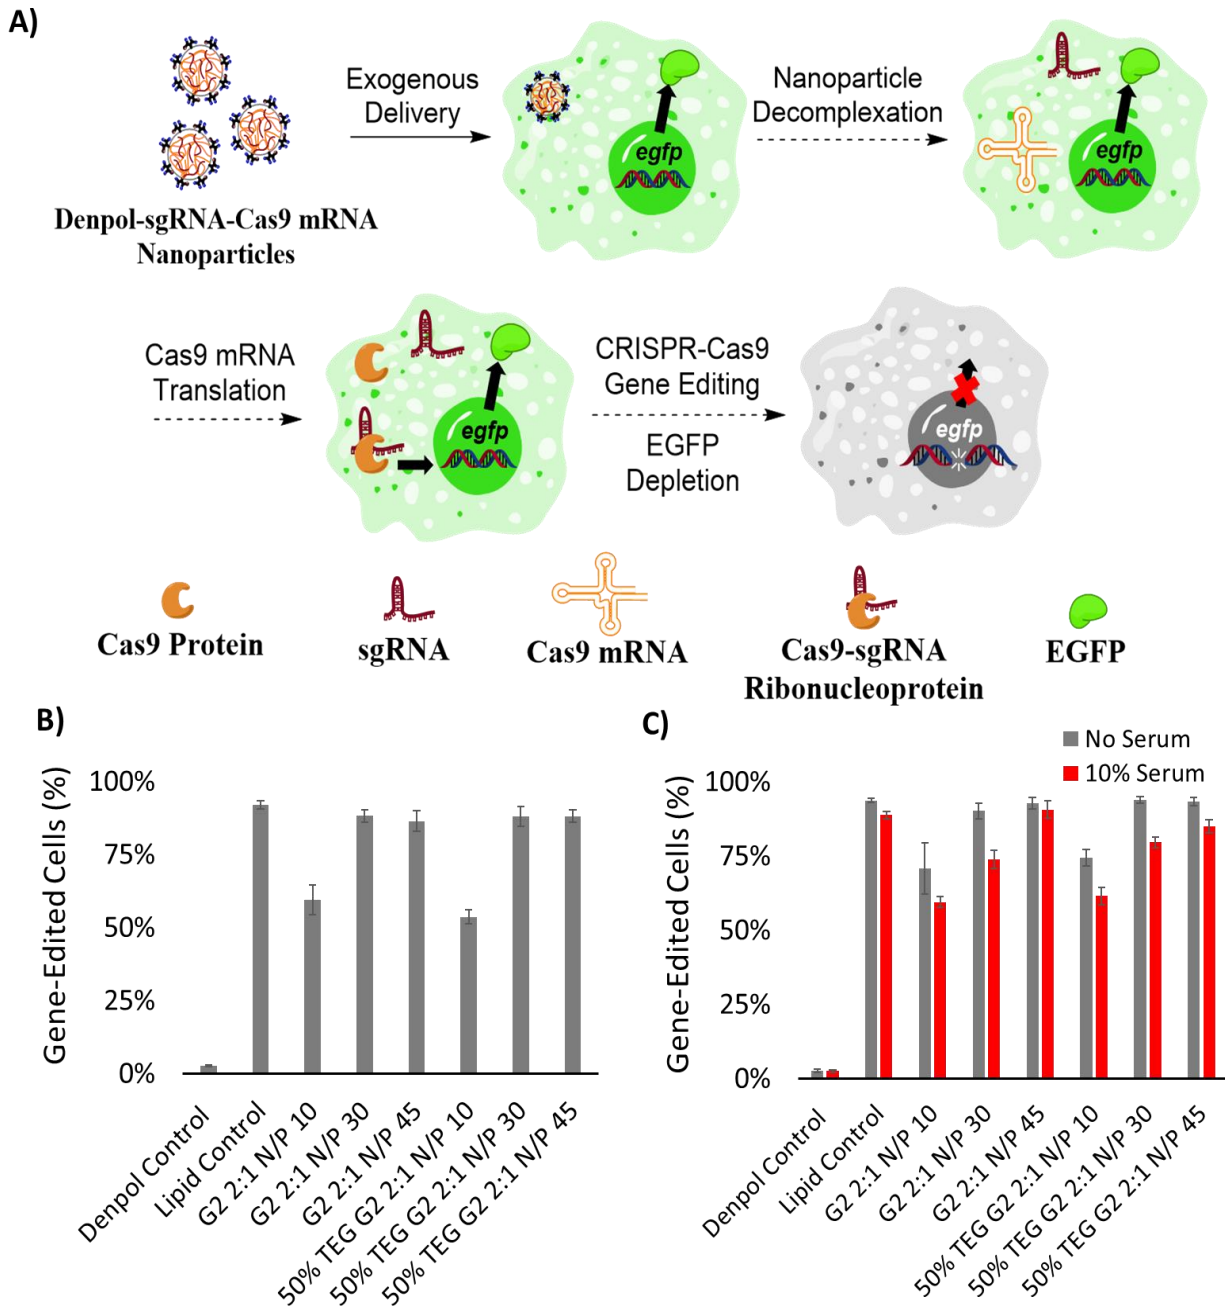 A)
Exogenous
Delivery
Nanoparticle
Decomplexation
egfp
egfp
Denpol-sgRNA-Cas9 mRNA
Nanoparticles
Cas9 mRNA
Translation
CRISPR-Cas9
Gene Editing
EGFP
Depletion
egfp
egfp
Cas9 Protein
sgRNA
Cas9 mRNA
Cas9-sgRNA
Ribonucleoprotein
EGFP
B)
Gene-Edited Cells (%)
100%
75%
50%
25%
0%
Denpol Control
Lipid Control
G2 2:1 N/P 10
G2 2:1 N/P 30
G2 2:1 N/P 45
50% TEG G2 2:1 N/P 10
50% TEG G2 2:1 N/P 30
50% TEG G2 2:1 N/P 45
C)
No Serum
10% Serum
Gene-Edited Cells (%)
100%
75%
50%
25%
0%
Denpol Control
Lipid Control
G2 2:1 N/P 10
G2 2:1 N/P 30
G2 2:1 N/P 45
50% TEG G2 2:1 N/P 10
50% TEG G2 2:1 N/P 30
50% TEG G2 2:1 N/P 45